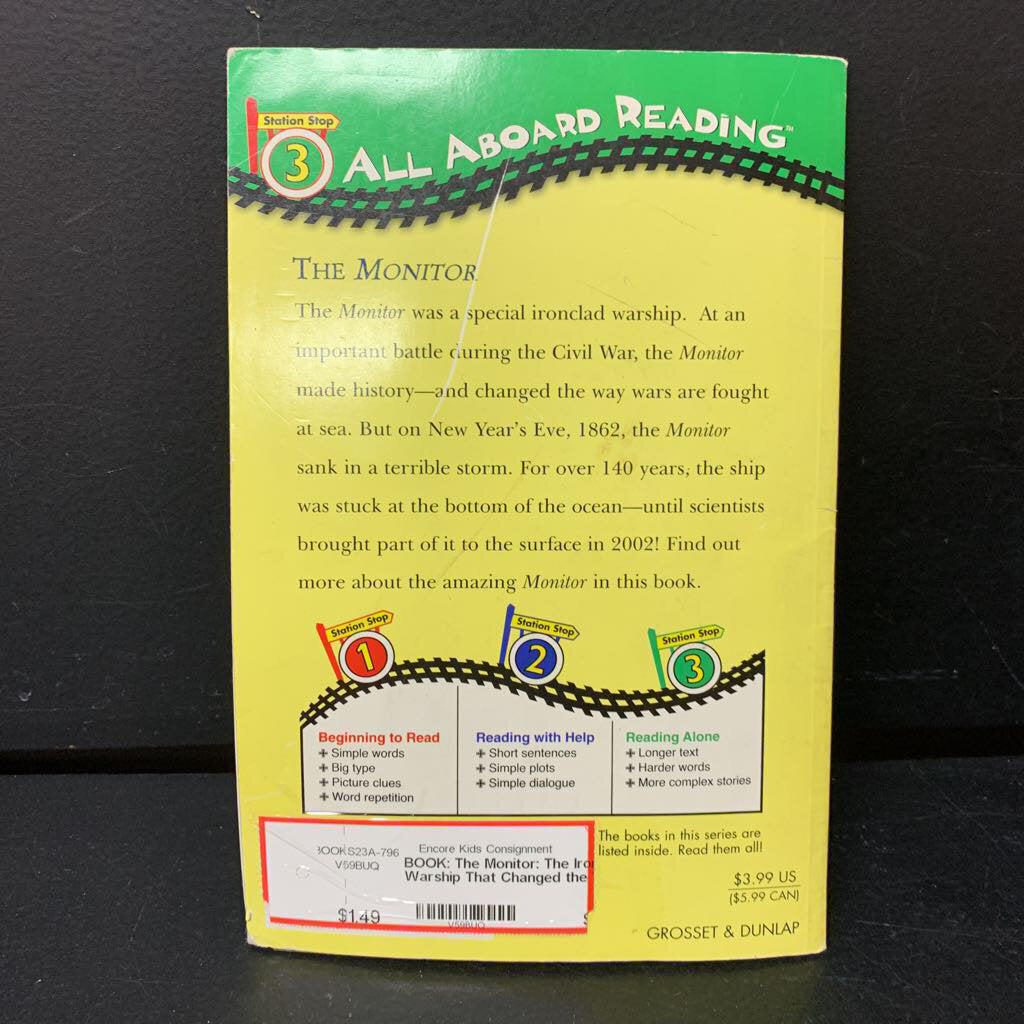 Station Stop
3
ALL ABOARD READING™
THE MONITOR
The Monitor was a special ironclad warship. At an
important battle during the Civil War, the Monitor
made history—and changed the way wars are fought
at sea. But on New Year's Eve, 1862, the Monitor
sank in a terrible storm. For over 140 years, the ship
was stuck at the bottom of the ocean—until scientists
brought part of it to the surface in 2002! Find out
more about the amazing Monitor in this book.
Station Stop
1
Station Stop
2
Station Stop
3
Beginning to Read
+ Simple words
+ Big type
+ Picture clues
+ Word repetition
Reading with Help
+ Short sentences
+ Simple plots
+ Simple dialogue
Reading Alone
+ Longer text
+ Harder words
+ More complex stories
The books in this series are
listed inside. Read them all!
OOKS23A-796
V59BUQ
Encore Kids Consignment
BOOK: The Monitor: The Iro
Warship That Changed the
$1.49
V59BUQ
$3.99 US
($5.99 CAN)
GROSSET & DUNLAP